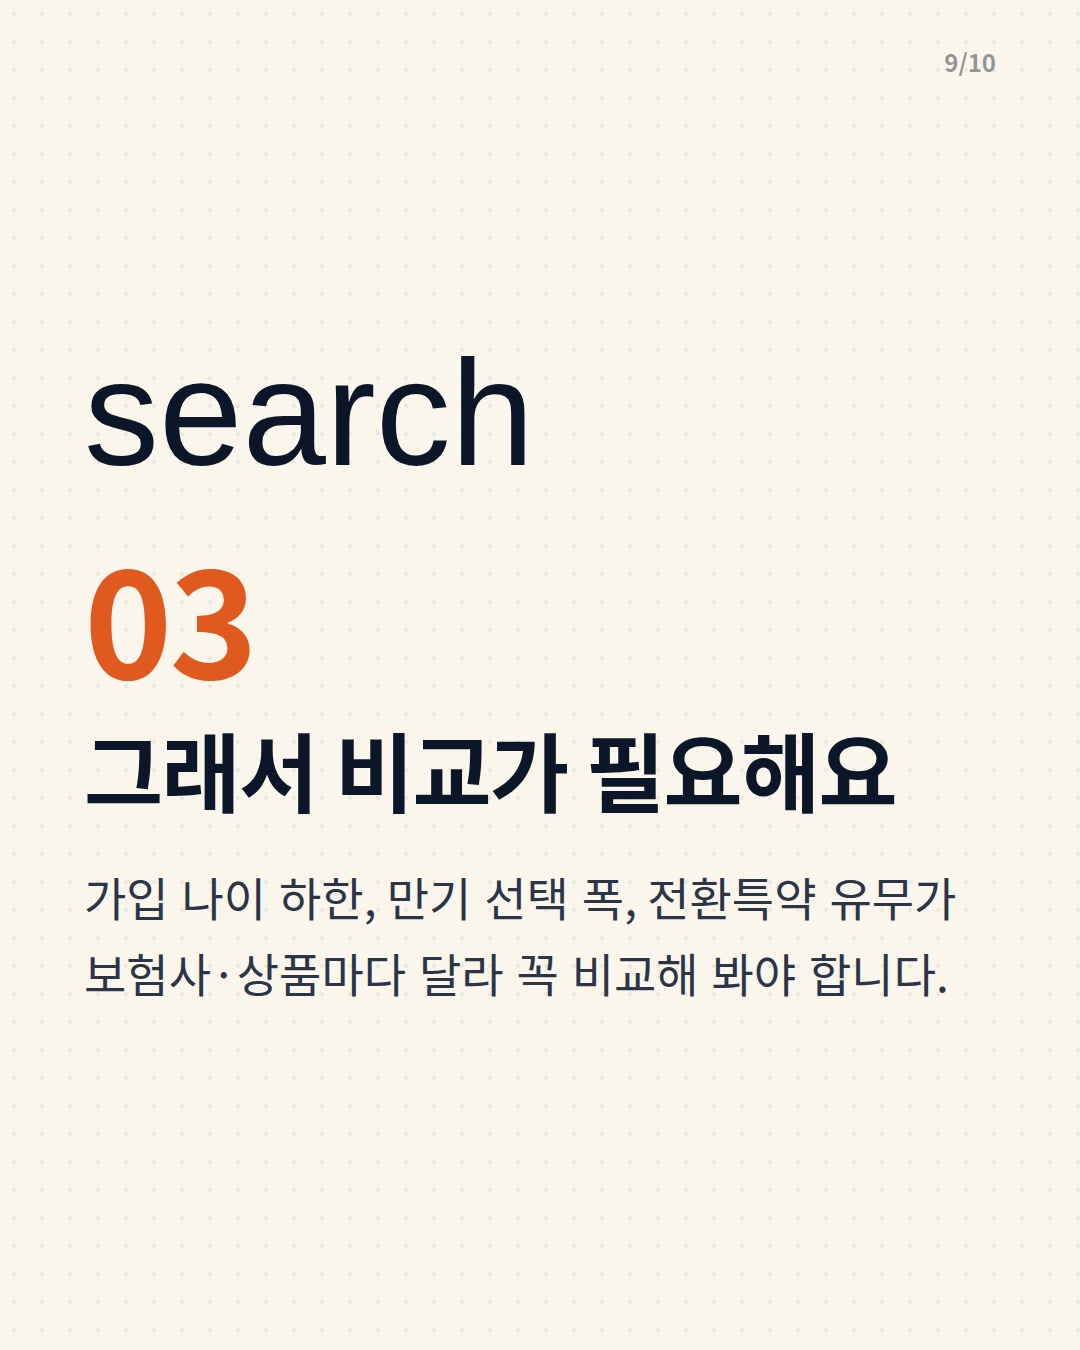 9/10
search
03
그래서 비교가 필요해요
가입 나이 하한, 만기 선택 폭, 전환특약 유무가
보험사·상품마다 달라 꼭 비교해 봐야 합니다.